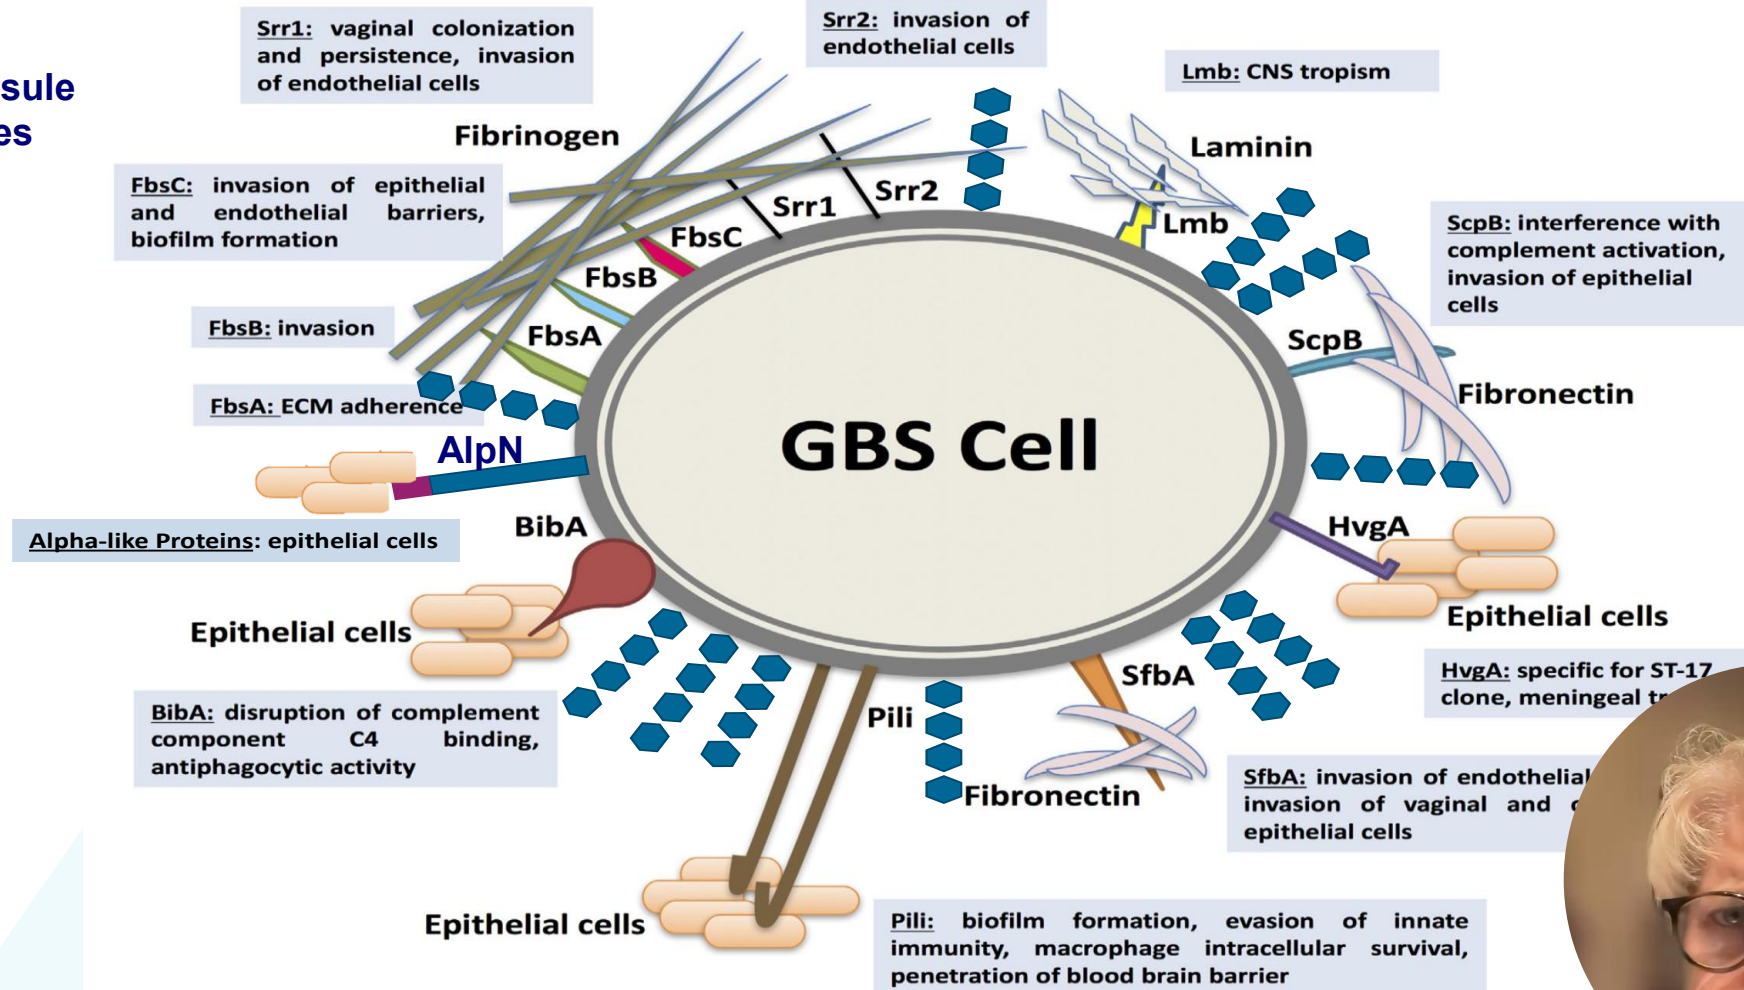 Srr1: vaginal colonization
and persistence, invasion
of endothelial cells
Srr2: invasion of
endothelial cells
Lmb: CNS tropism
sule
es
Fibrinogen
Laminin
FbsC: invasion of epithelial
and endothelial barriers,
biofilm formation
Srr1
Srr2
Lmb
FbsC
FbsB
FbsA
ScpB: interference with
complement activation,
invasion of epithelial
cells
FbsB: invasion
ScpB
Fibronectin
FbsA: ECM adherence
AlpN
GBS Cell
Alpha-like Proteins: epithelial cells
BibA
HvgA
Epithelial cells
Epithelial cells
HvgA: specific for ST-17
clone, meningeal
BibA: disruption of complement
component C4 binding,
antiphagocytic activity
Pili
SfbA
Fibronectin
SfbA: invasion of endothelial
invasion of vaginal and
epithelial cells
Epithelial cells
Pili: biofilm formation, evasion of innate
immunity, macrophage intracellular survival,
penetration of blood brain barrier